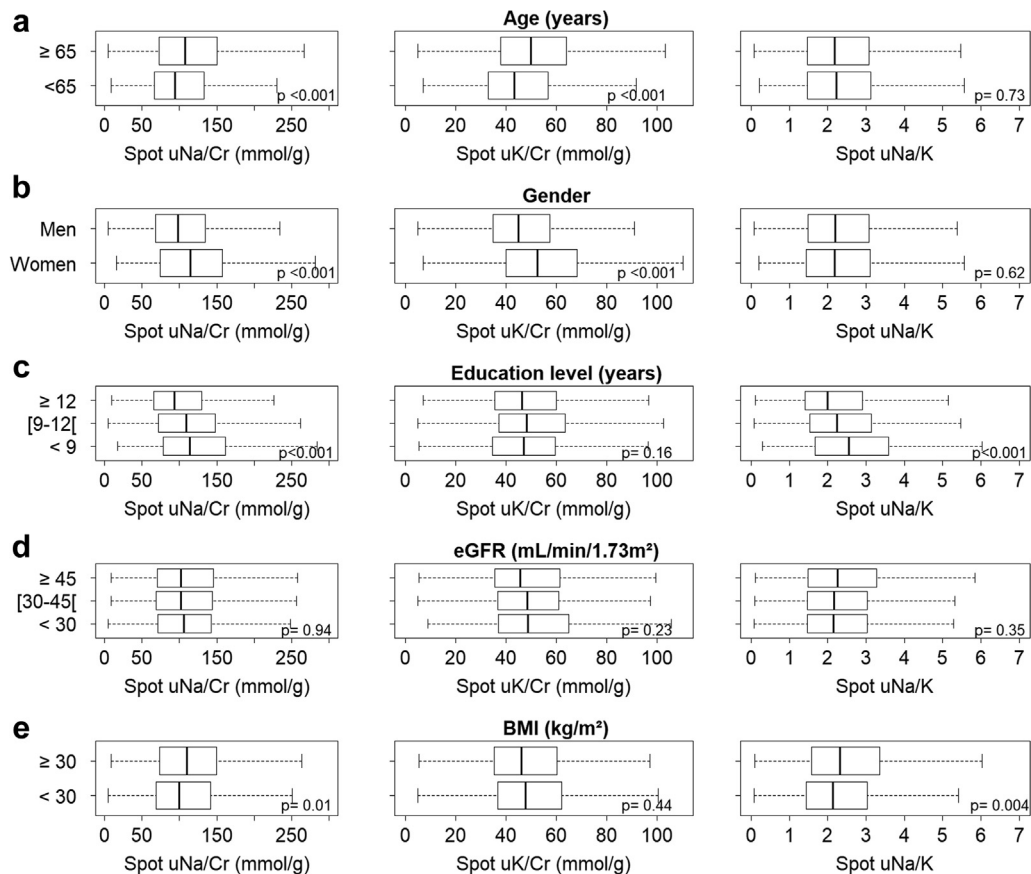 a
Age (years)
≥ 65
<65
p <0.001
p <0.001
p= 0.73
0 50 150 250
0 20 40 60 80 100
0 1 2 3 4 5 6 7
Spot uNa/Cr (mmol/g)
Spot uK/Cr (mmol/g)
Spot uNa/K
b
Gender
Men
Women
p <0.001
p <0.001
p= 0.62
0 50 150 250
0 20 40 60 80 100
0 1 2 3 4 5 6 7
Spot uNa/Cr (mmol/g)
Spot uK/Cr (mmol/g)
Spot uNa/K
c
Education level (years)
≥ 12
[9-12[
< 9
p<0.001
p= 0.16
p<0.001
0 50 150 250
0 20 40 60 80 100
0 1 2 3 4 5 6 7
Spot uNa/Cr (mmol/g)
Spot uK/Cr (mmol/g)
Spot uNa/K
d
eGFR (mL/min/1.73m²)
≥ 45
[30-45[
< 30
p= 0.94
p= 0.23
p= 0.35
0 50 150 250
0 20 40 60 80 100
0 1 2 3 4 5 6 7
Spot uNa/Cr (mmol/g)
Spot uK/Cr (mmol/g)
Spot uNa/K
e
BMI (kg/m²)
≥ 30
< 30
p= 0.01
p= 0.44
p= 0.004
0 50 150 250
0 20 40 60 80 100
0 1 2 3 4 5 6 7
Spot uNa/Cr (mmol/g)
Spot uK/Cr (mmol/g)
Spot uNa/K